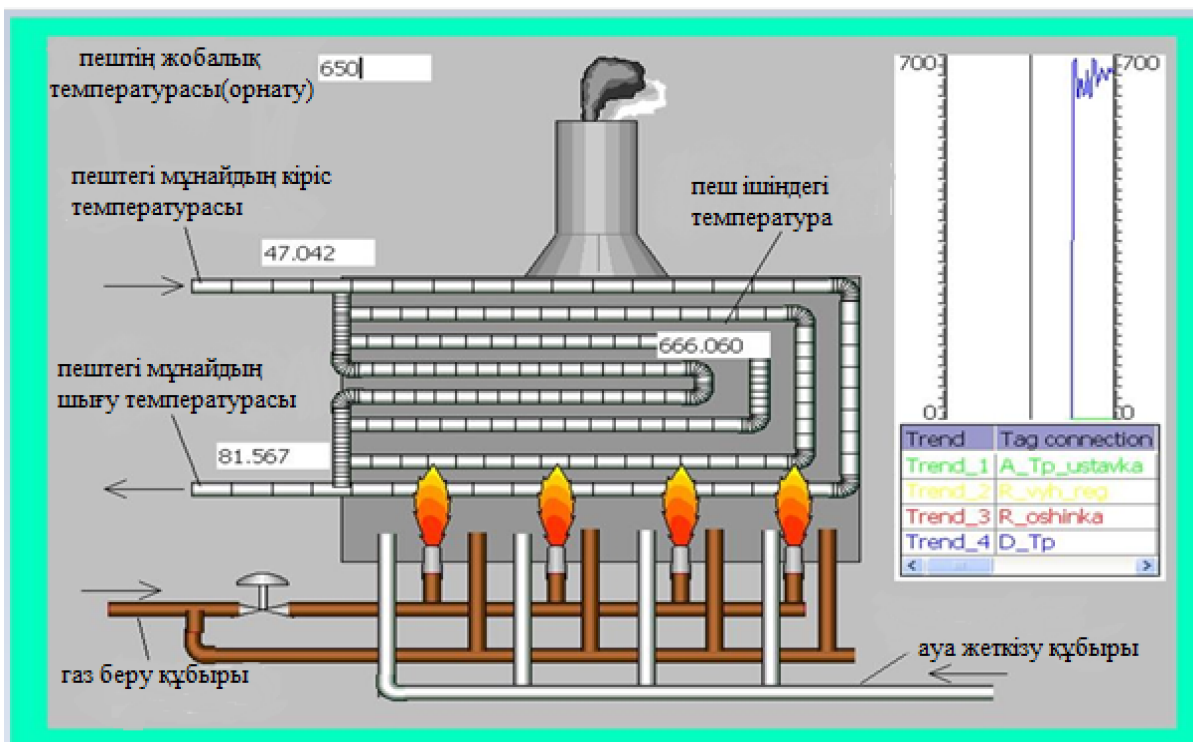 пештің жобалық
температурасы(орнату)
650
пештегі мұнайдың кіріс
температурасы
47.042
пеш ішіндегі
температура
666.060
пештегі мұнайдың
шығу температурасы
81.567
газ беру құбыры
ауа жеткізу құбыры
700 700
0 0
Trend Tag connection
Trend_1 A_Tp_ustavka
Trend_2 R_vyh_reg
Trend_3 R_oshinka
Trend_4 D_Tp